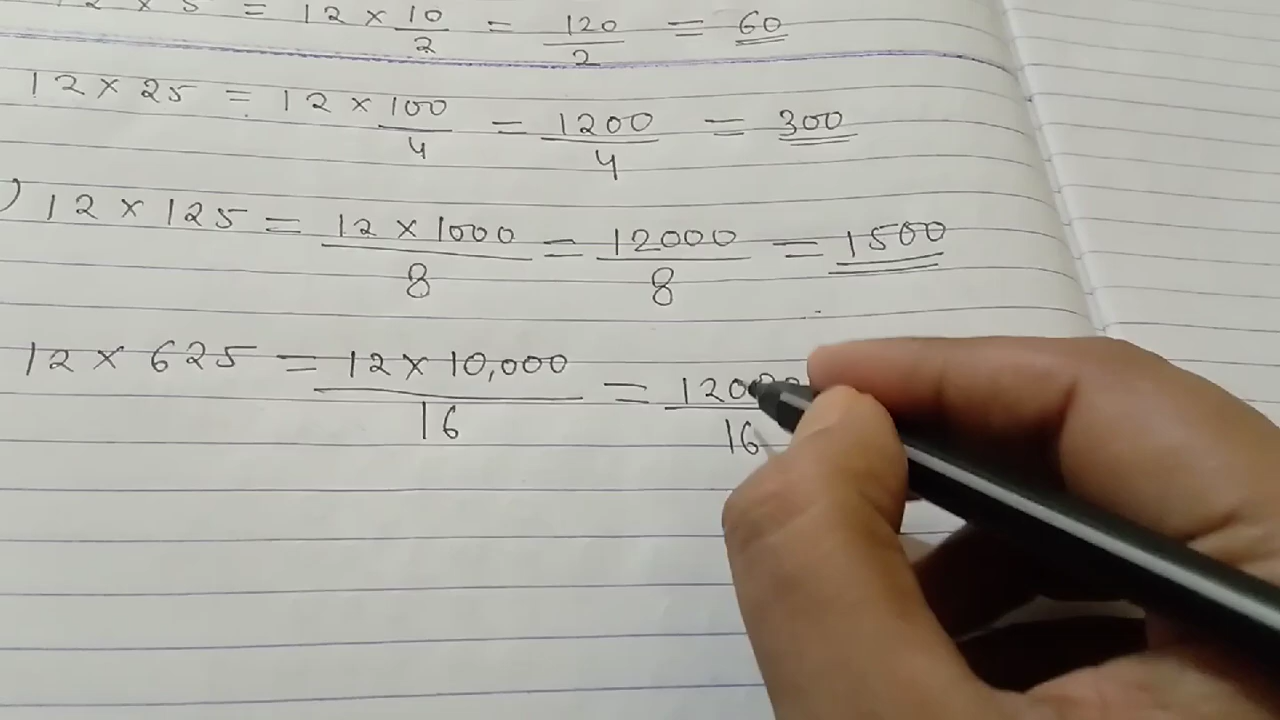 2 × 5 = 12 × 10/2 = 120/2 = 60
12 × 25 = 12 × 100/4 = 1200/4 = 300
) 12 × 125 = 12 × 1000/8 = 12000/8 = 1500
12 × 625 = 12 × 10,000/16 = 120/16